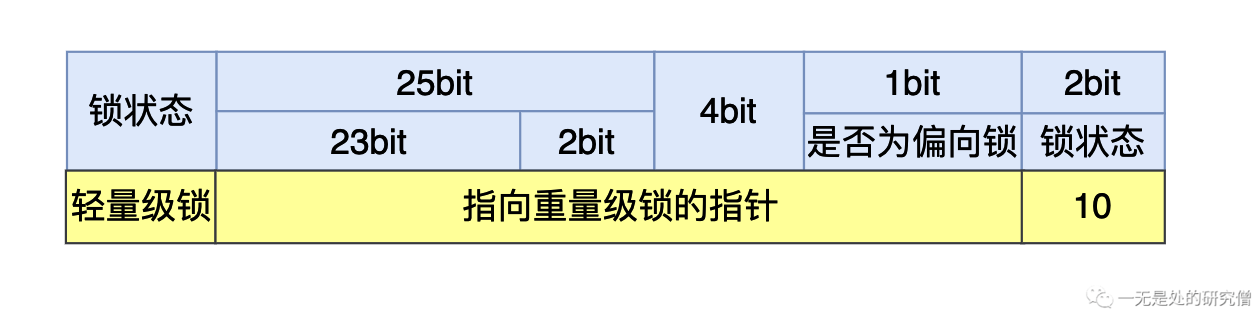 锁状态 25bit 4bit 1bit 2bit
23bit 2bit 是否为偏向锁 锁状态
轻量级锁 指向重量级锁的指针 10
一无是处的研究僧